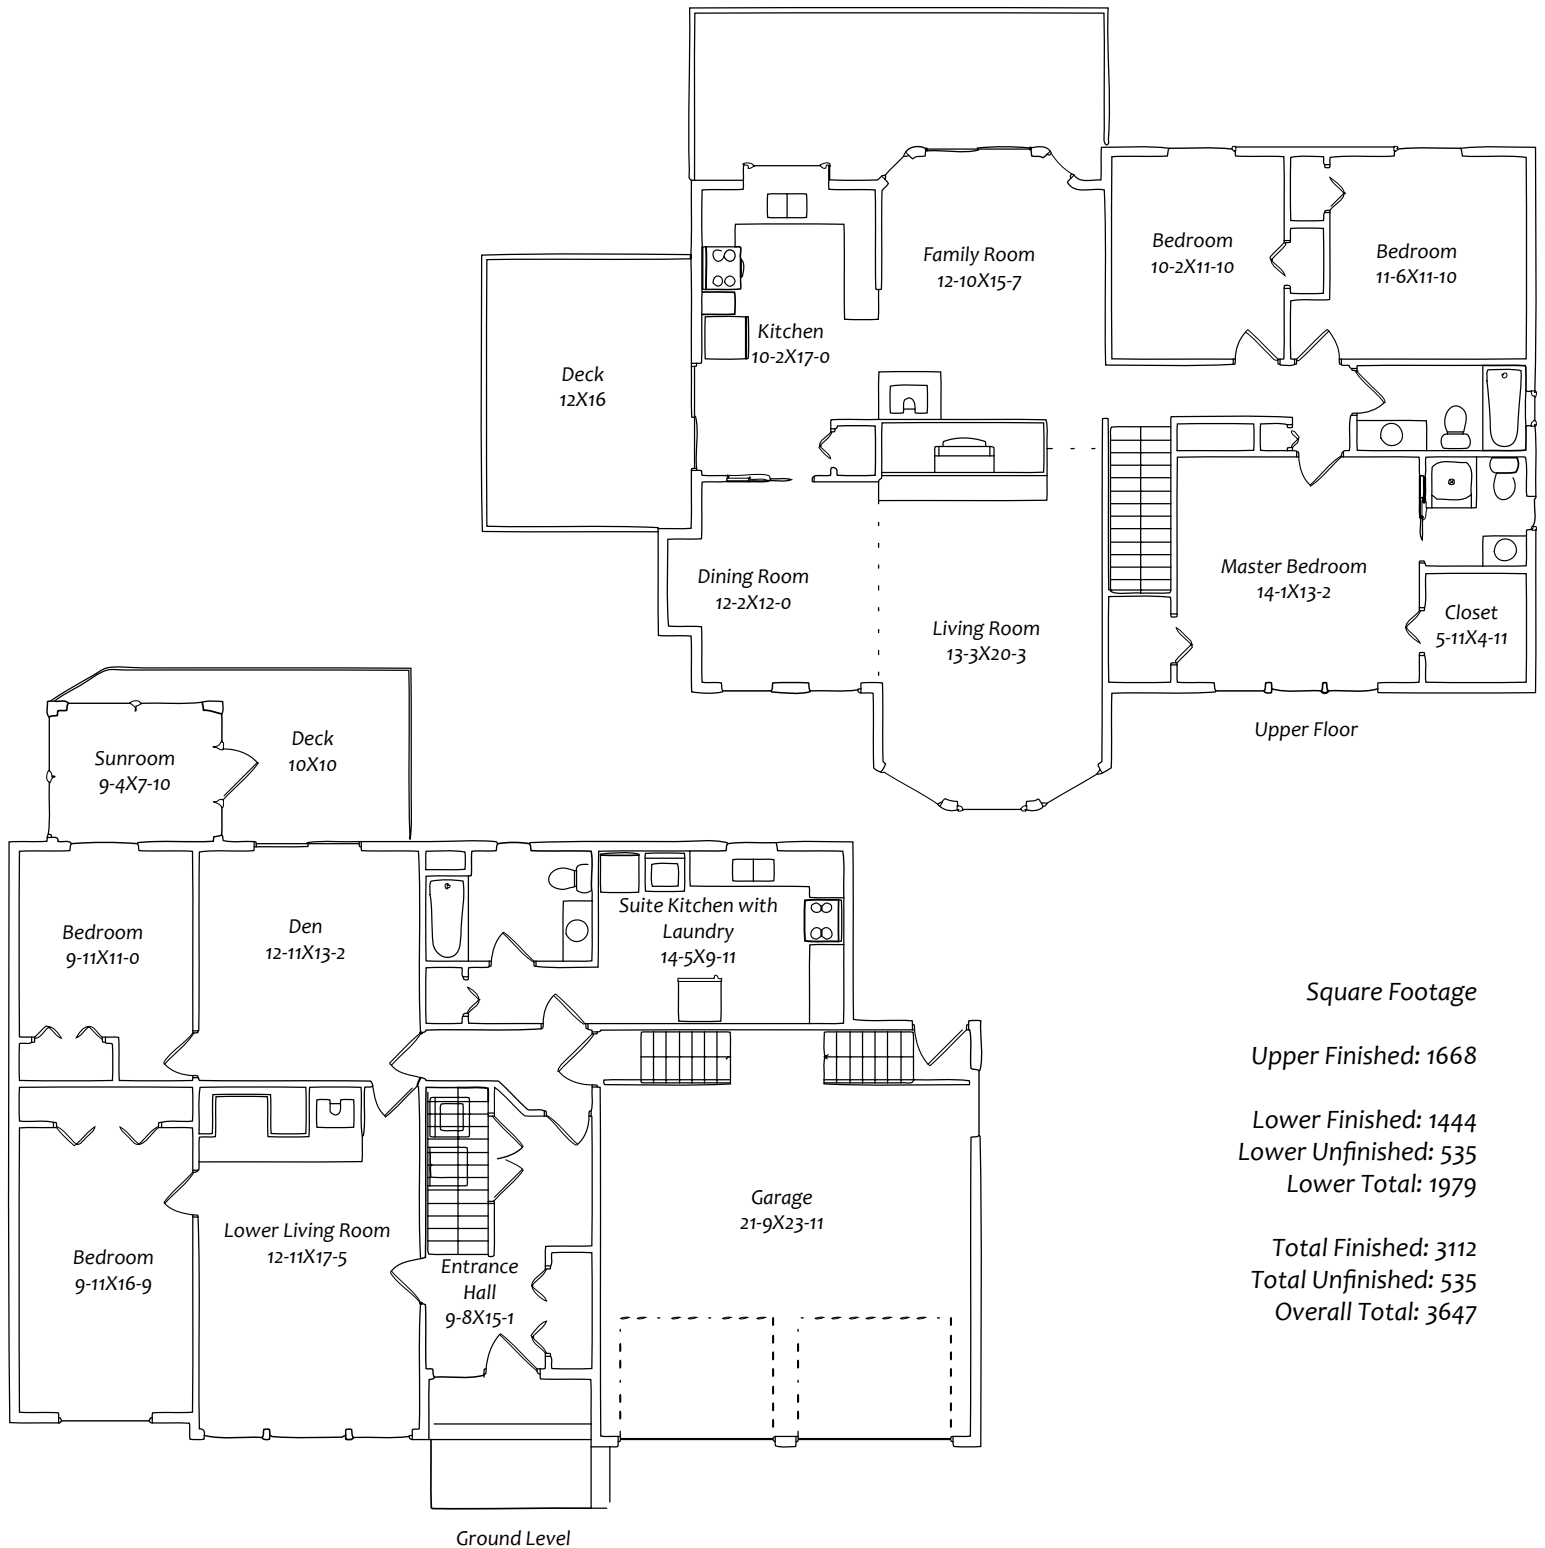 Family Room
12-10X15-7
Bedroom
10-2X11-10
Bedroom
11-6X11-10
Kitchen
10-2X17-0
Deck
12X16
Dining Room
12-2X12-0
Living Room
13-3X20-3
Master Bedroom
14-1X13-2
Closet
5-11X4-11
Upper Floor
Sunroom
9-4X7-10
Deck
10X10
Bedroom
9-11X11-0
Den
12-11X13-2
Suite Kitchen with
Laundry
14-5X9-11
Lower Living Room
12-11X17-5
Bedroom
9-11X16-9
Entrance
Hall
9-8X15-1
Garage
21-9X23-11
Ground Level
Square Footage
Upper Finished: 1668
Lower Finished: 1444
Lower Unfinished: 535
Lower Total: 1979
Total Finished: 3112
Total Unfinished: 535
Overall Total: 3647